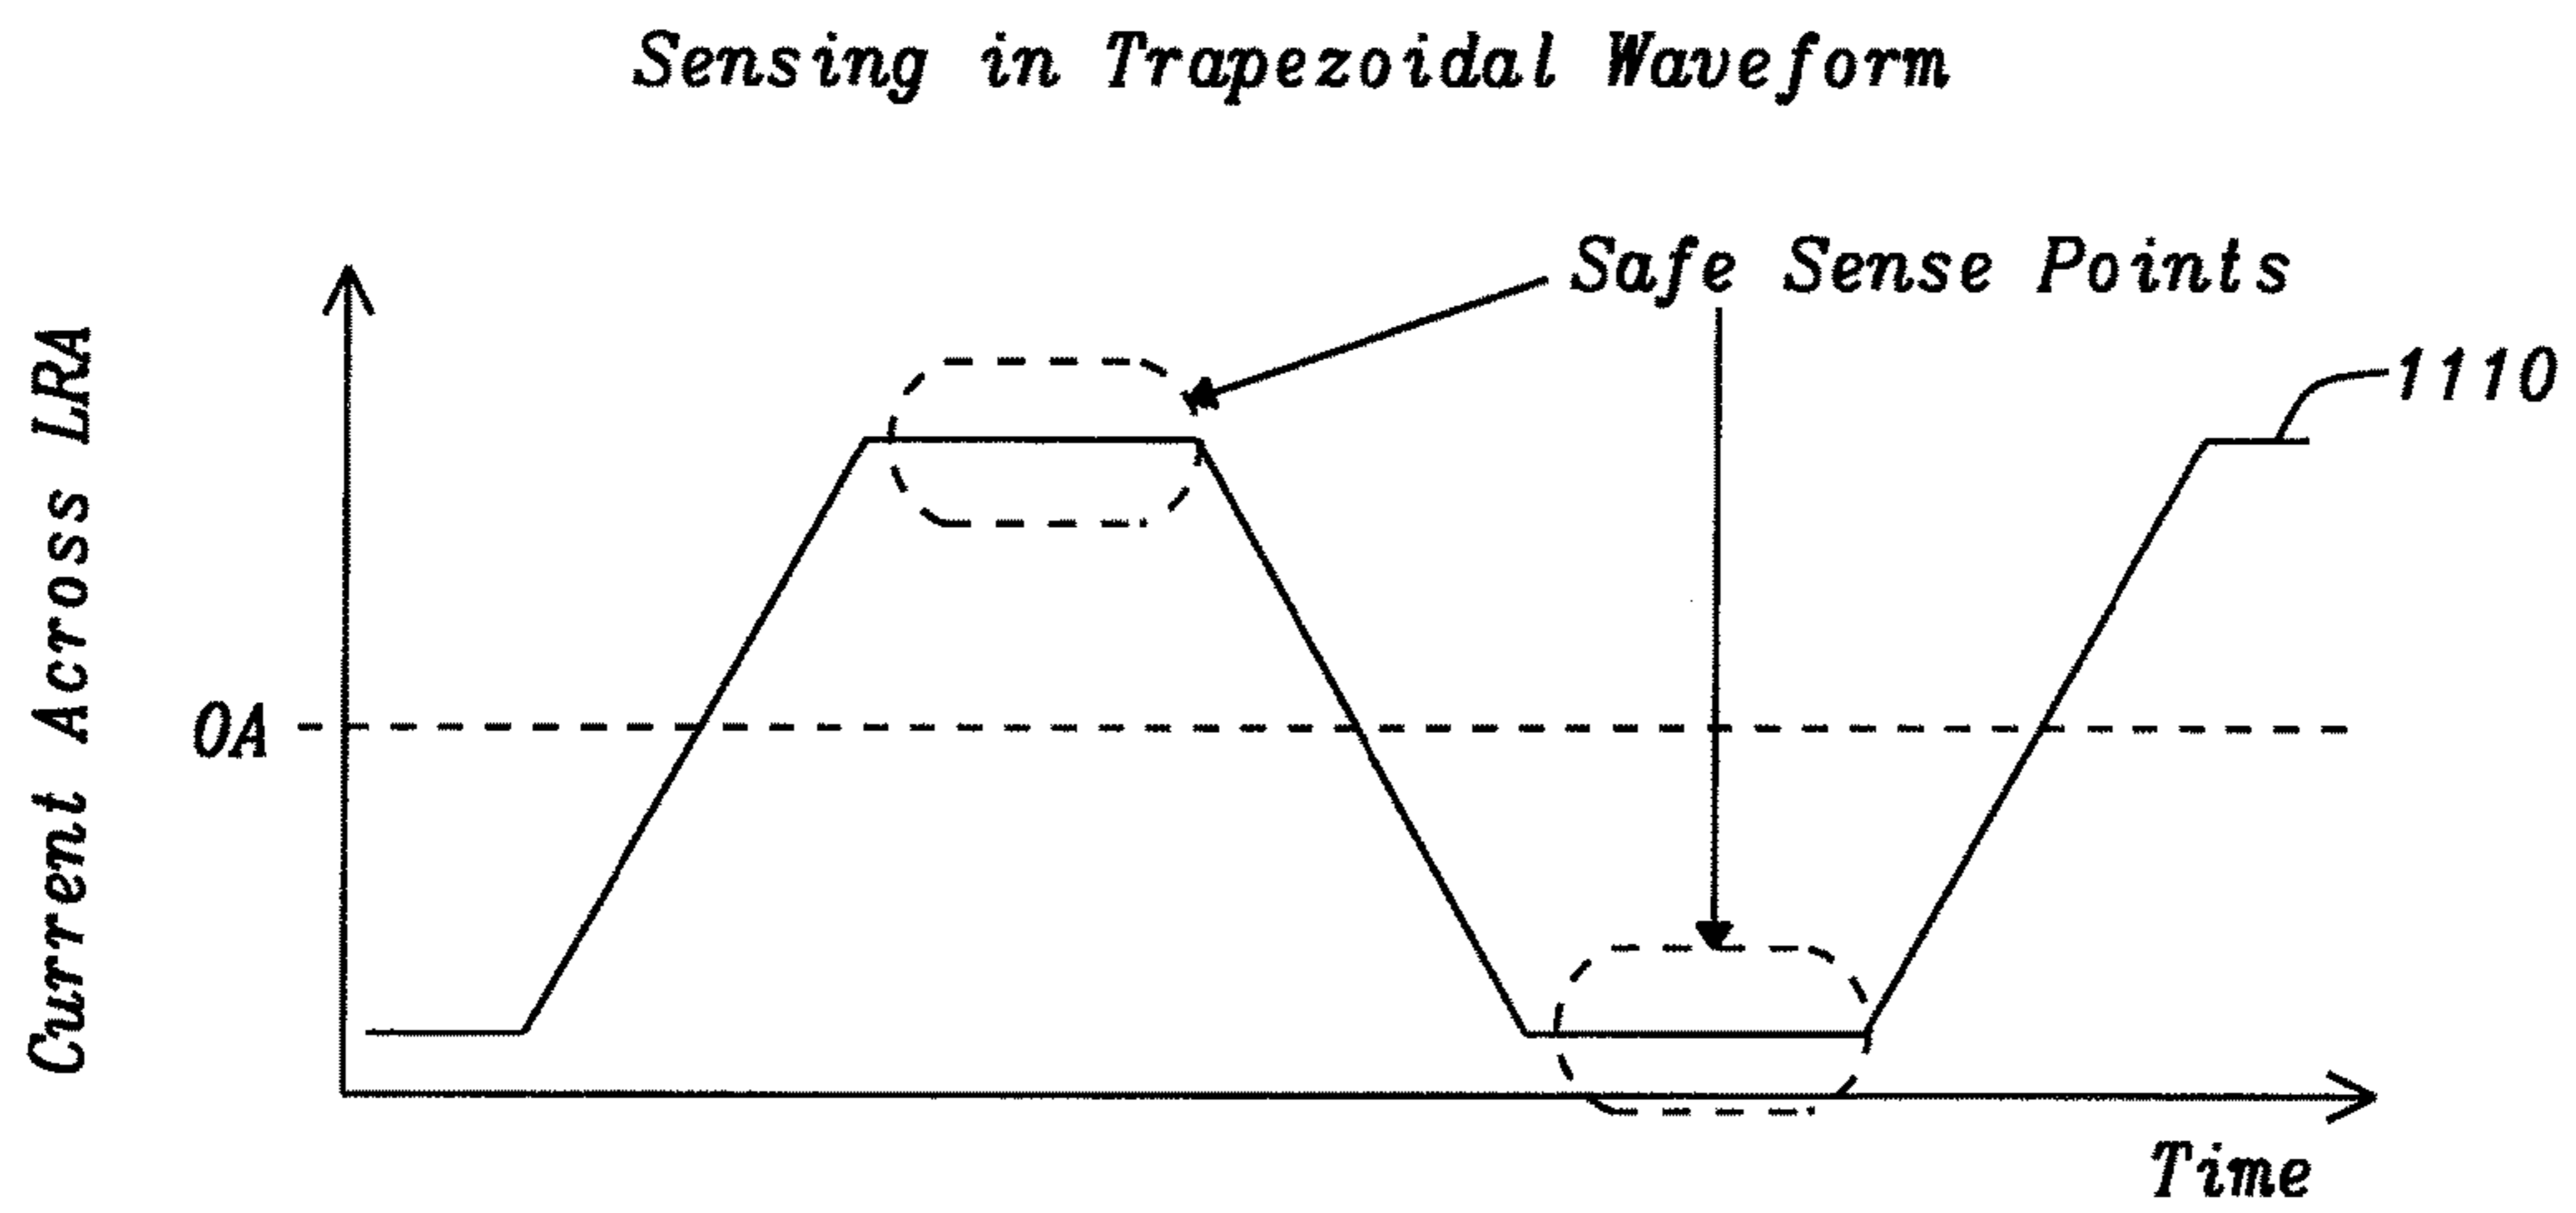 Sensing in Trapezoidal Waveform
Safe Sense Points
1110
Current Across LRA
0A
Time